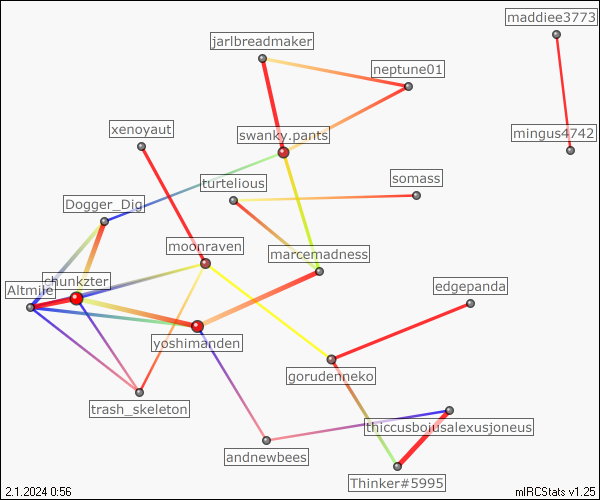 maddiee3773
jarlbreadmaker
neptune01
xenoyaut
swanky.pants
mingus4742
turtelious
somass
Dogger_Dig
moonraven
marcemadness
chunkzter
Altmile
edgepanda
yoshimanden
gorudenneko
trash_skeleton
thiccusboiusalexusjoneus
andnewbees
Thinker#5995
2.1.2024 0:56
mIRCStats v1.25